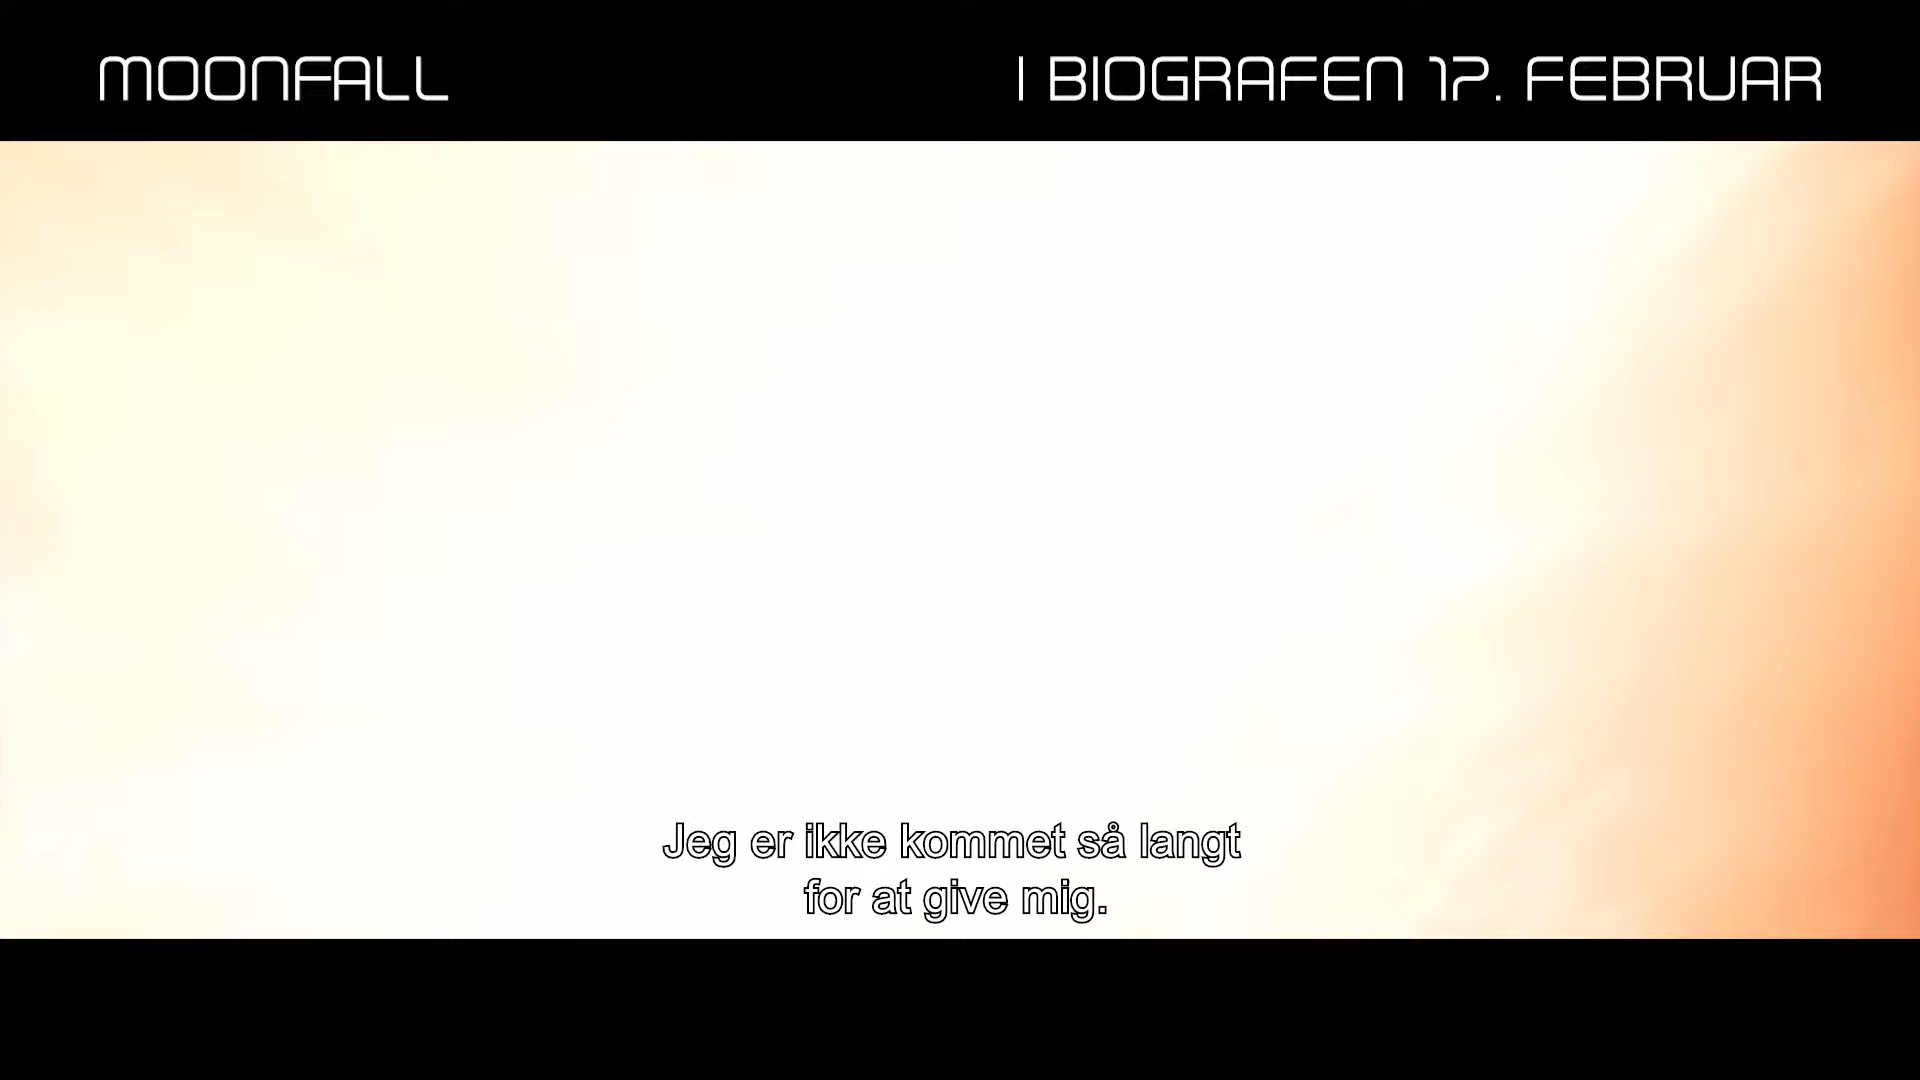 MOONFALL
I BIOGRAFEN 17. FEBRUAR
Jeg er ikke kommet så langt
for at give mig.